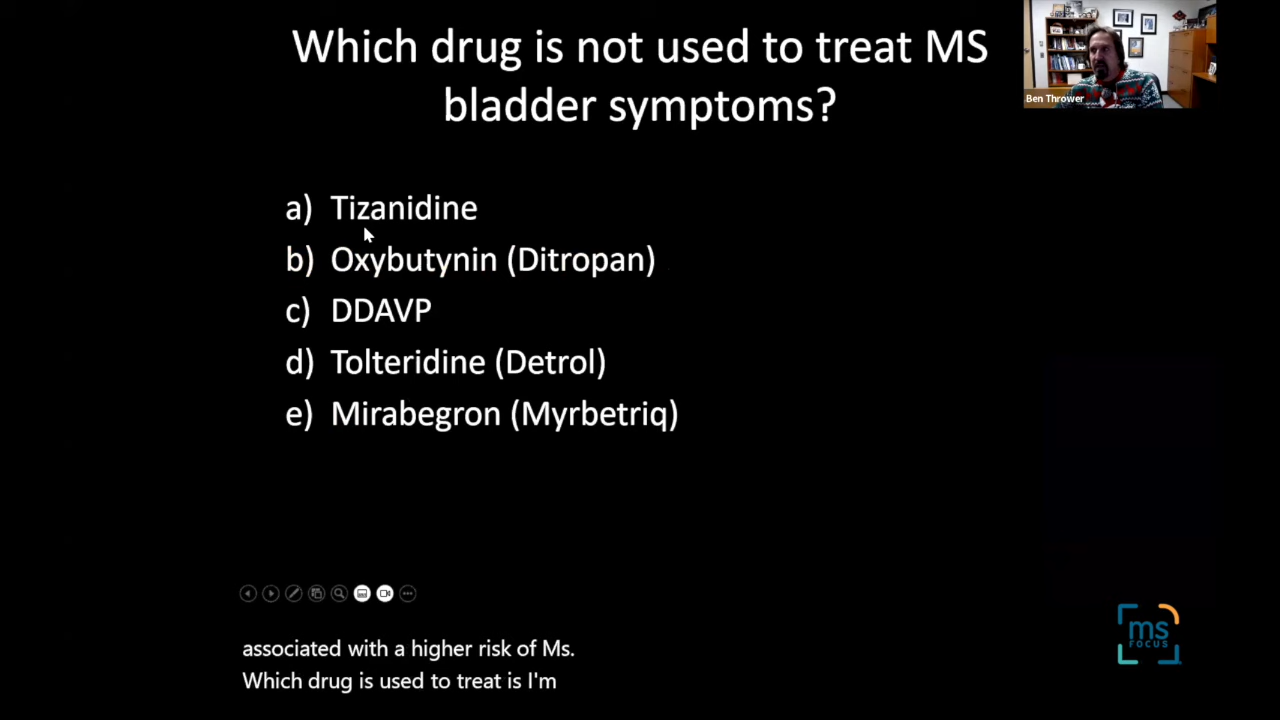 Which drug is not used to treat MS
bladder symptoms?
Ben Thrower
a) Tizanidine
b) Oxybutynin (Ditropan)
c) DDAVP
d) Tolteridine (Detrol)
e) Mirabegron (Myrbetriq)
associated with a higher risk of Ms.
Which drug is used to treat is I'm
ms
FOCUS